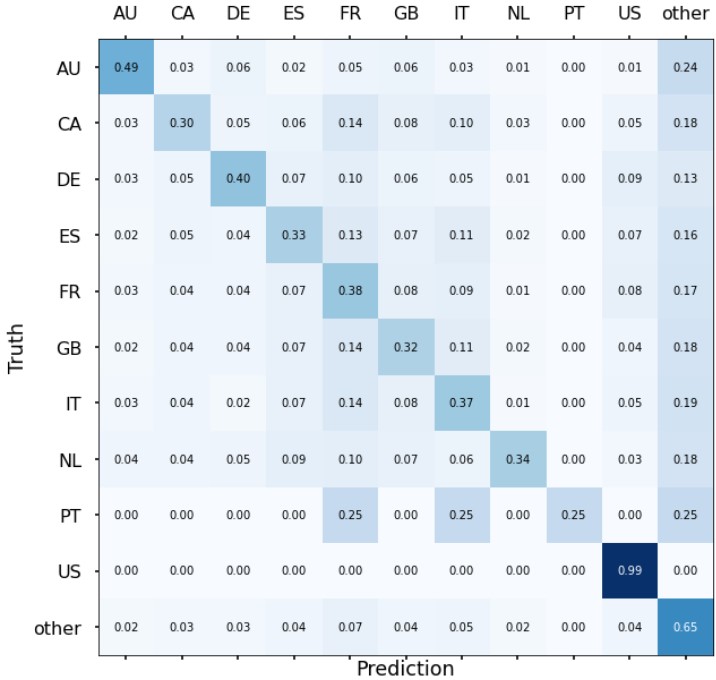 AU CA DE ES FR GB IT NL PT US other
AU 0.49 0.03 0.06 0.02 0.05 0.06 0.03 0.01 0.00 0.01 0.24
CA 0.03 0.30 0.05 0.06 0.14 0.08 0.10 0.03 0.00 0.05 0.18
DE 0.03 0.05 0.40 0.07 0.10 0.06 0.05 0.01 0.00 0.09 0.13
ES 0.02 0.05 0.04 0.33 0.13 0.07 0.11 0.02 0.00 0.07 0.16
FR 0.03 0.04 0.04 0.07 0.38 0.08 0.09 0.01 0.00 0.08 0.17
GB 0.02 0.04 0.04 0.07 0.14 0.32 0.11 0.02 0.00 0.04 0.18
IT 0.03 0.04 0.02 0.07 0.14 0.08 0.37 0.01 0.00 0.05 0.19
NL 0.04 0.04 0.05 0.09 0.10 0.07 0.06 0.34 0.00 0.03 0.18
PT 0.00 0.00 0.00 0.00 0.25 0.00 0.25 0.00 0.25 0.00 0.25
US 0.00 0.00 0.00 0.00 0.00 0.00 0.00 0.00 0.00 0.99 0.00
other 0.02 0.03 0.03 0.04 0.07 0.04 0.05 0.02 0.00 0.04 0.65
Truth
Prediction